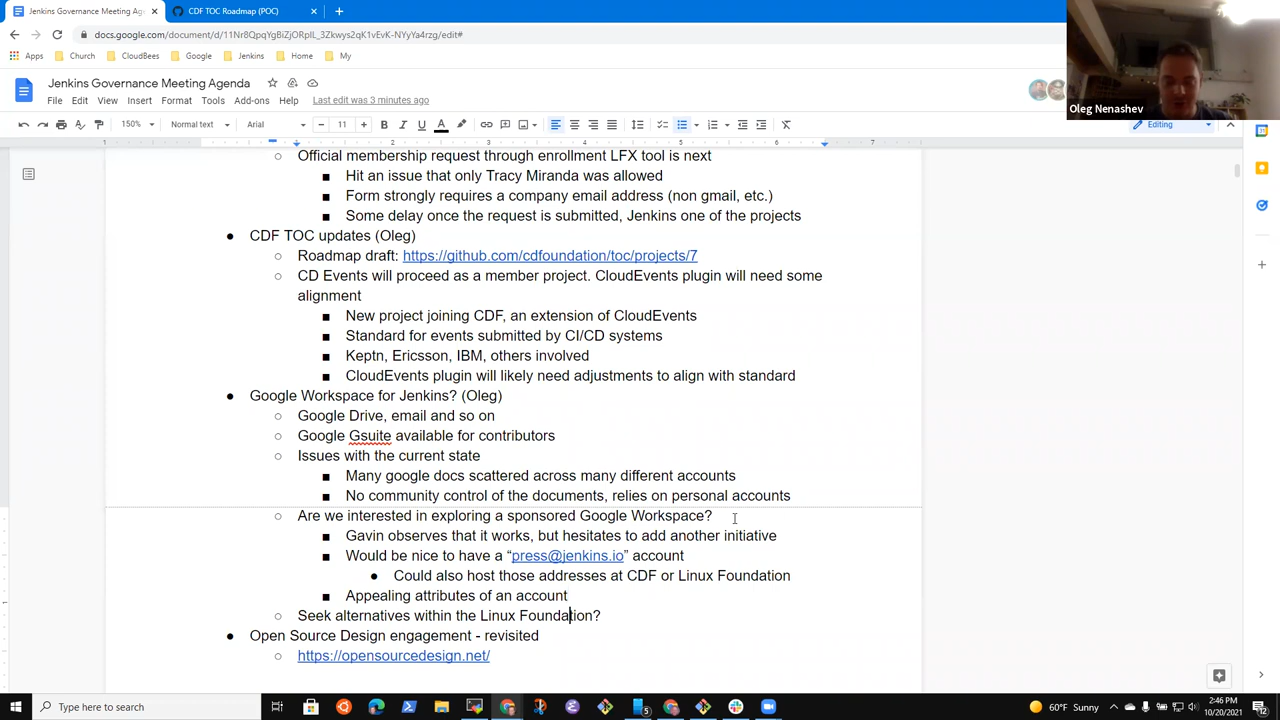 Jenkins Governance Meeting Age
CDF TOC Roadmap (POC)
docs.google.com/document/d/11Nr8QpqYgBiZjORpIL_3Zkwys2qK1vEvK-NYyYa4rzg/edit#
Apps Church CloudBees Google Jenkins Home My
Jenkins Governance Meeting Agenda
File Edit View Insert Format Tools Add-ons Help Last edit was 3 minutes ago
150% Normal text Arial 11 Editing
Oleg Nenashev
1 1 2 3 4 5 6 7
○ Official membership request through enrollment LFX tool is next
■ Hit an issue that only Tracy Miranda was allowed
■ Form strongly requires a company email address (non gmail, etc.)
■ Some delay once the request is submitted, Jenkins one of the projects
● CDF TOC updates (Oleg)
○ Roadmap draft: https://github.com/cdfoundation/toc/projects/7
○ CD Events will proceed as a member project. CloudEvents plugin will need some
alignment
■ New project joining CDF, an extension of CloudEvents
■ Standard for events submitted by CI/CD systems
■ Keptn, Ericsson, IBM, others involved
■ CloudEvents plugin will likely need adjustments to align with standard
● Google Workspace for Jenkins? (Oleg)
○ Google Drive, email and so on
○ Google Gsuite available for contributors
○ Issues with the current state
■ Many google docs scattered across many different accounts
■ No community control of the documents, relies on personal accounts
○ Are we interested in exploring a sponsored Google Workspace?
■ Gavin observes that it works, but hesitates to add another initiative
■ Would be nice to have a “press@jenkins.io” account
● Could also host those addresses at CDF or Linux Foundation
■ Appealing attributes of an account
○ Seek alternatives within the Linux Foundation?
● Open Source Design engagement - revisited
○ https://opensourcedesign.net/
Type here to search
5
60°F Sunny
2:46 PM
10/20/2021
12